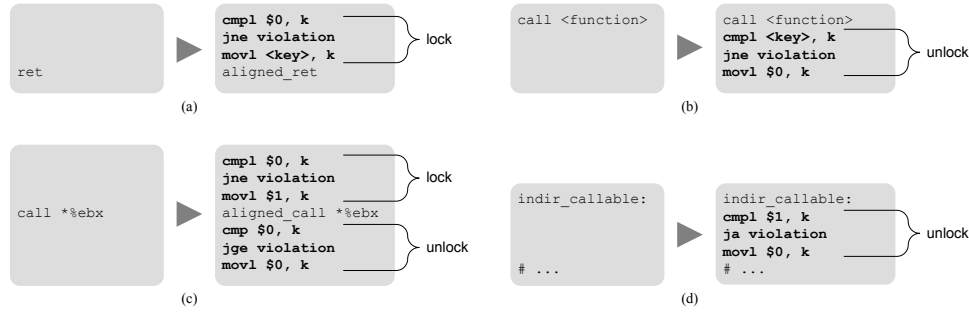 ret
cmpl $0, k
jne violation
movl <key>, k
aligned_ret
lock
(a)
call <function>
call <function>
cmpl <key>, k
jne violation
movl $0, k
unlock
(b)
call *%ebx
cmpl $0, k
jne violation
movl $1, k
aligned_call *%ebx
cmp $0, k
jge violation
movl $0, k
lock
unlock
(c)
indir_callable:
# ...
indir_callable:
cmpl $1, k
ja violation
movl $0, k
# ...
unlock
(d)